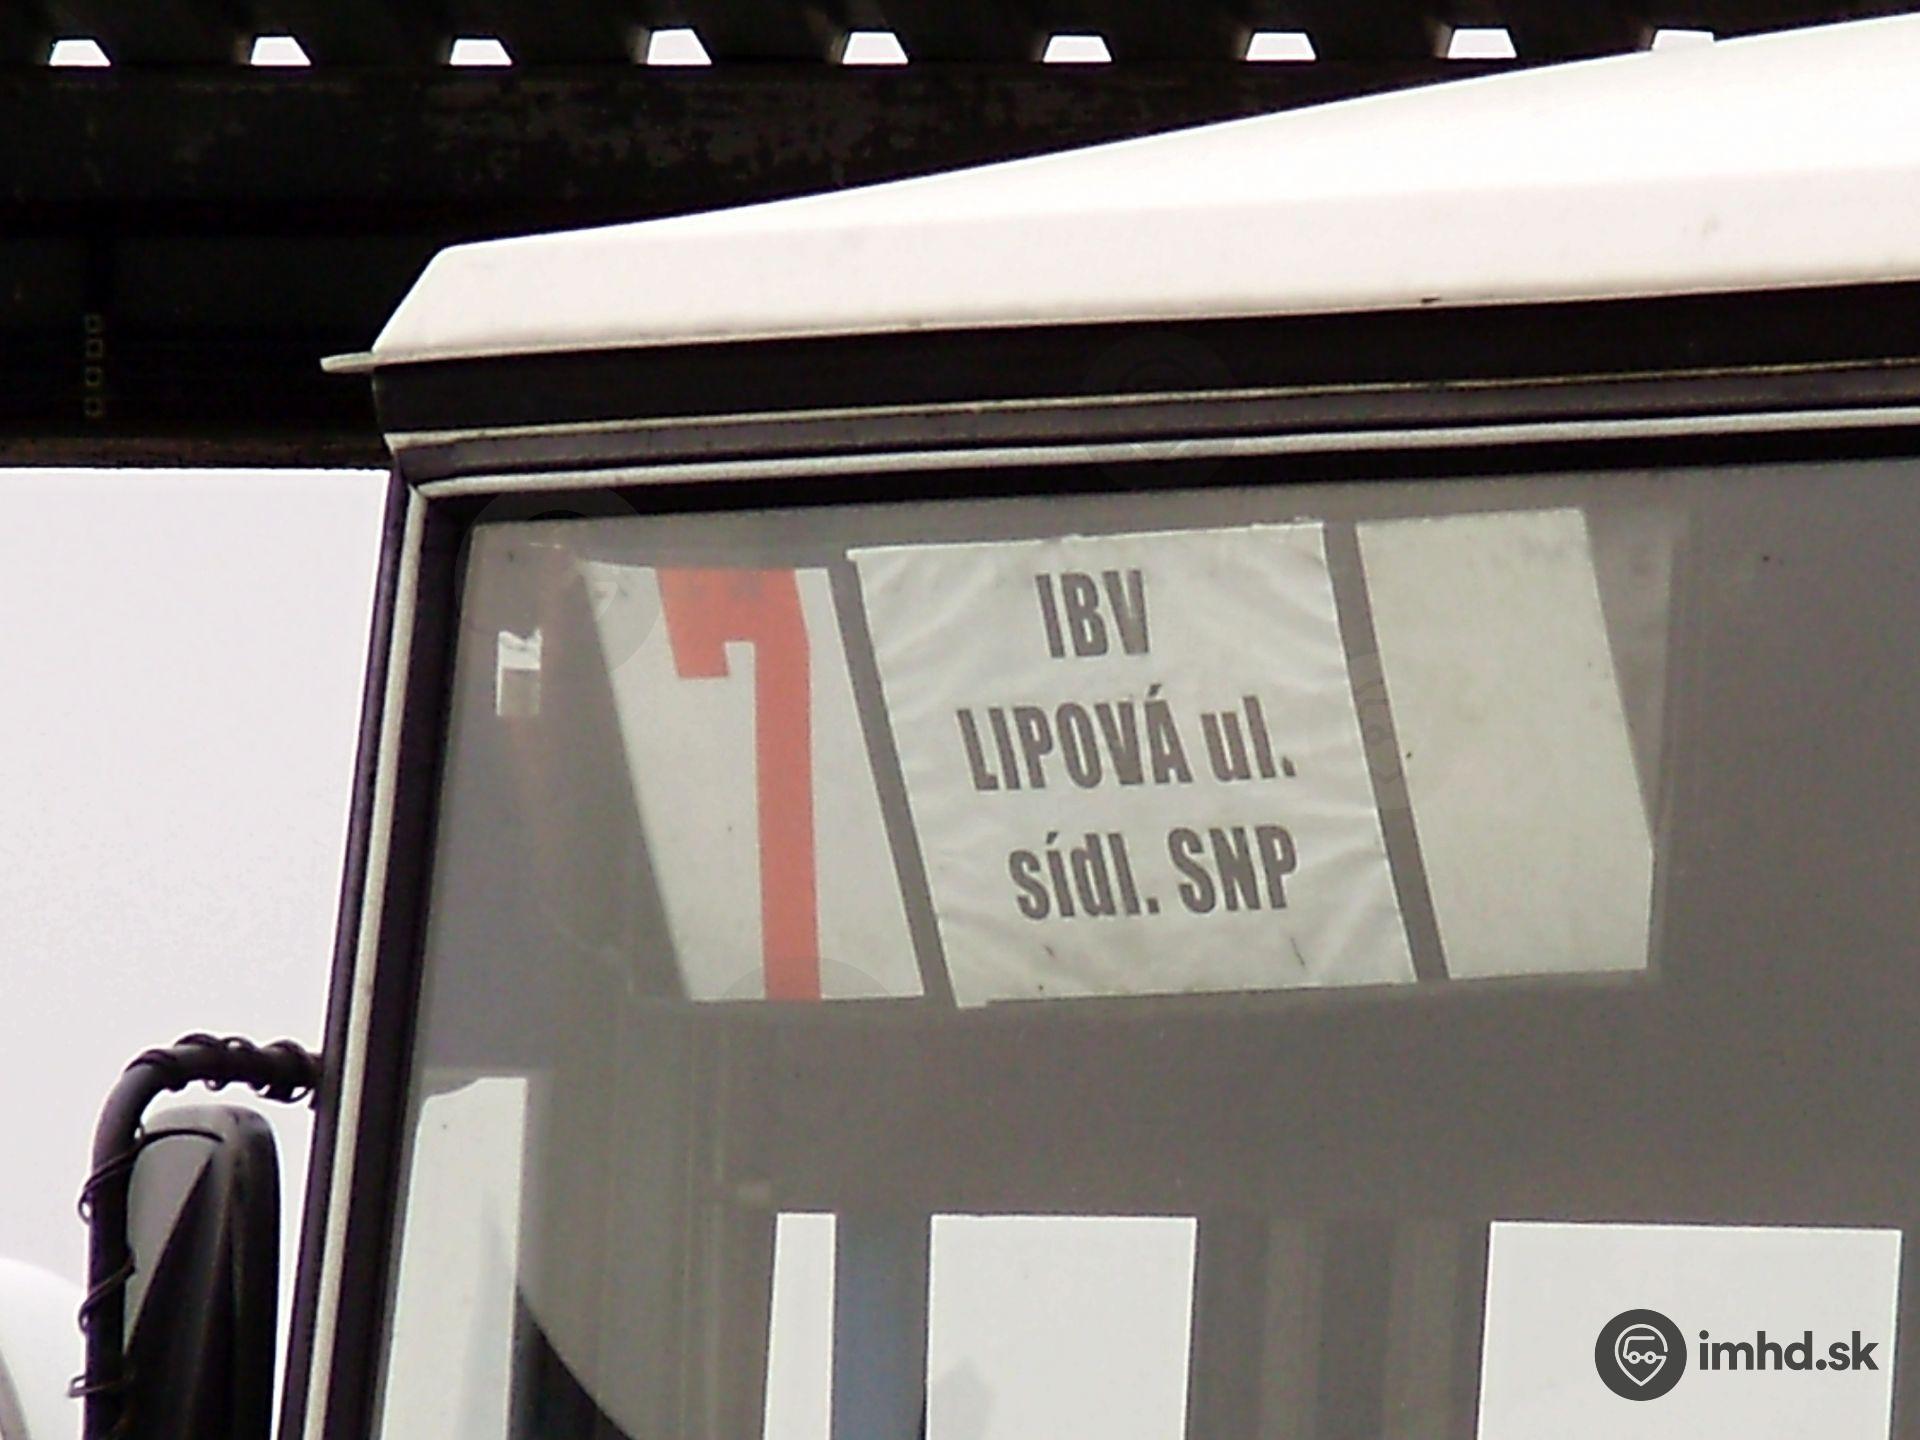 7
IBV
LIPOVÁ ul.
sídl. SNP
imhd.sk